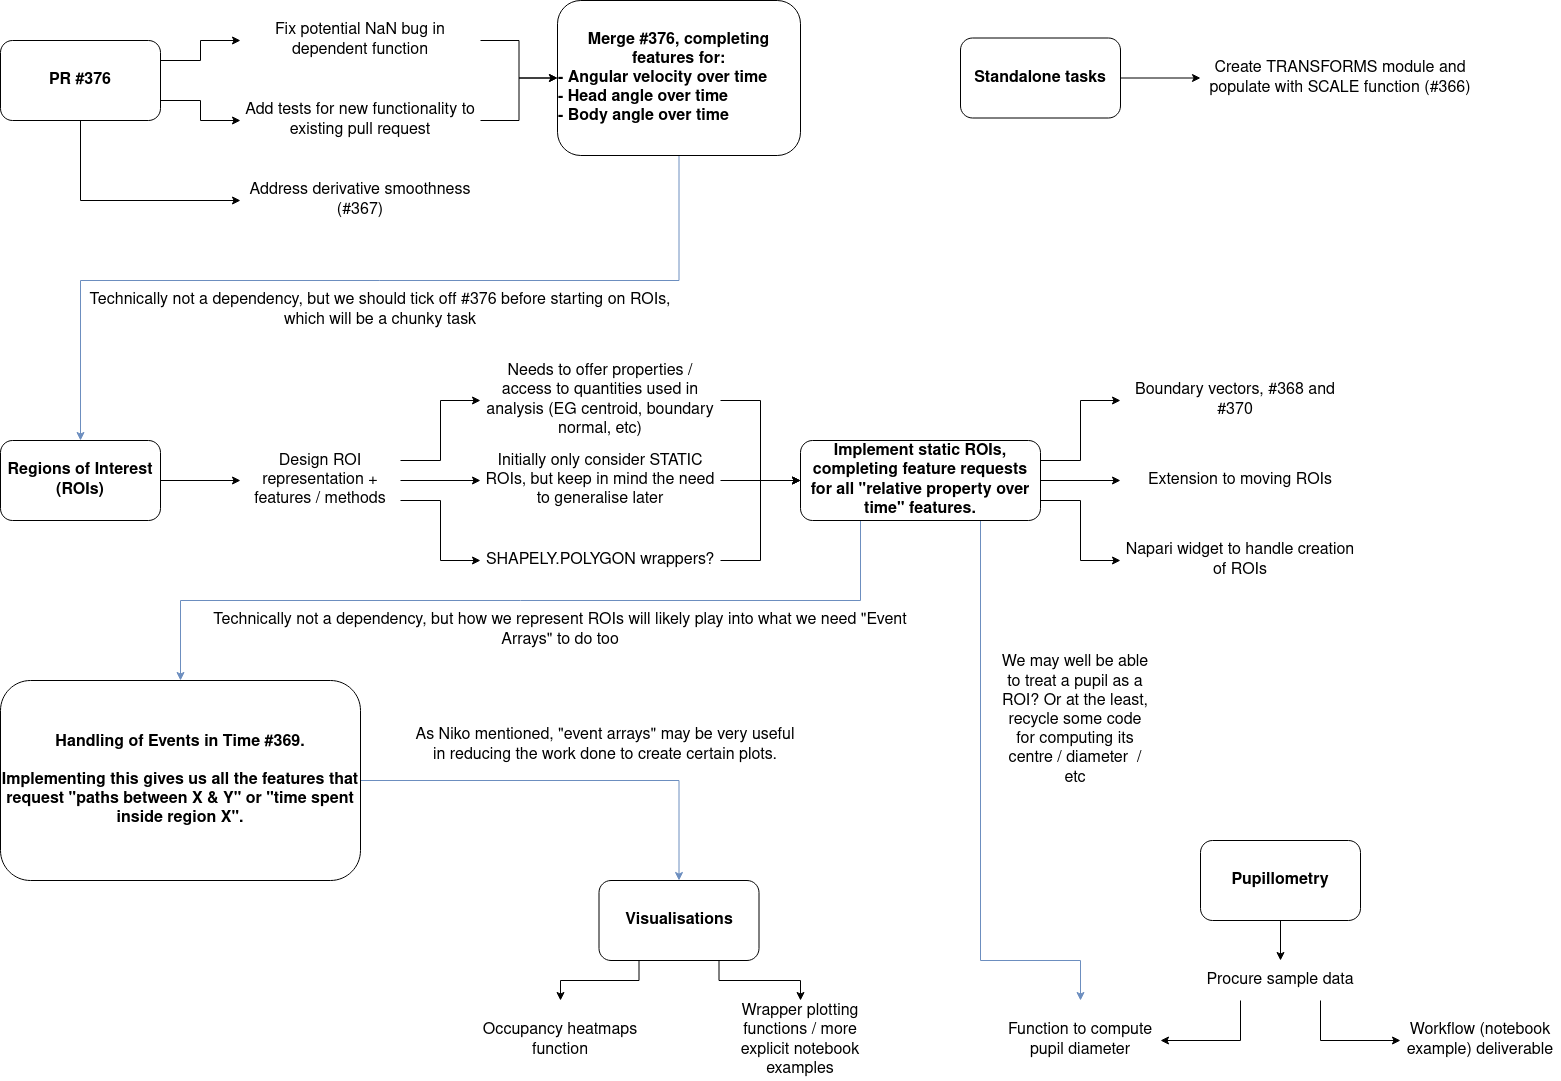 PR #376
Fix potential NaN bug in
dependent function
Add tests for new functionality to
existing pull request
Address derivative smoothness
(#367)
Merge #376, completing
features for:
- Angular velocity over time
- Head angle over time
- Body angle over time
Standalone tasks
Create TRANSFORMS module and
populate with SCALE function (#366)
Technically not a dependency, but we should tick off #376 before starting on ROIs,
which will be a chunky task
Regions of Interest
(ROIs)
Design ROI
representation +
features / methods
Needs to offer properties /
access to quantities used in
analysis (EG centroid, boundary
normal, etc)
Initially only consider STATIC
ROIs, but keep in mind the need
to generalise later
SHAPELY.POLYGON wrappers?
Implement static ROIs,
completing feature requests
for all "relative property over
time" features.
Boundary vectors, #368 and
#370
Extension to moving ROIs
Napari widget to handle creation
of ROIs
Technically not a dependency, but how we represent ROIs will likely play into what we need "Event
Arrays" to do too
We may well be able
to treat a pupil as a
ROI? Or at the least,
recycle some code
for computing its
centre / diameter /
etc
Handling of Events in Time #369.
Implementing this gives us all the features that
request "paths between X & Y" or "time spent
inside region X".
As Niko mentioned, "event arrays" may be very useful
in reducing the work done to create certain plots.
Visualisations
Occupancy heatmaps
function
Wrapper plotting
functions / more
explicit notebook
examples
Pupillometry
Procure sample data
Function to compute
pupil diameter
Workflow (notebook
example) deliverable